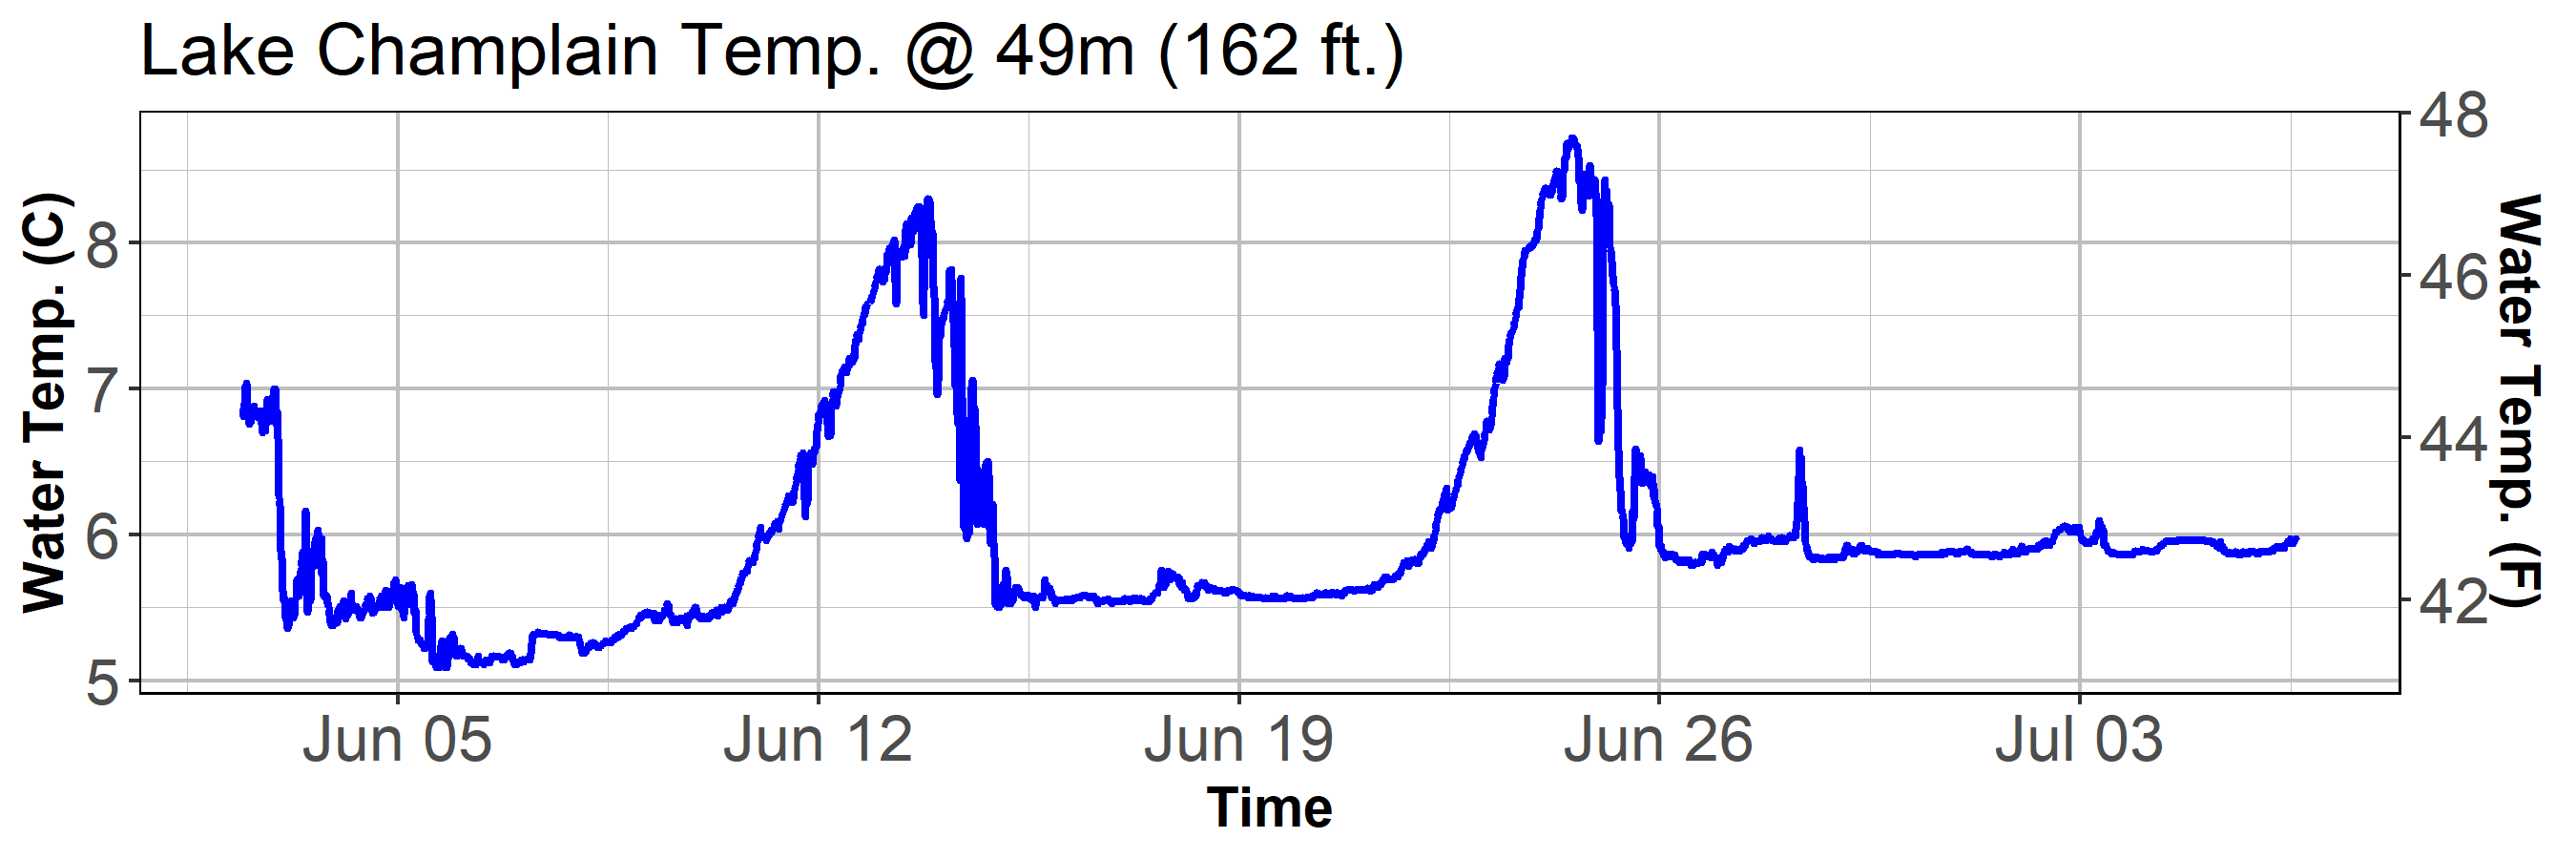 Lake Champlain Temp. @ 49m (162 ft.)
Water Temp. (C)
8
7
6
5
48
46
44
42
Water Temp. (F)
Jun 05
Jun 12
Jun 19
Jun 26
Jul 03
Time